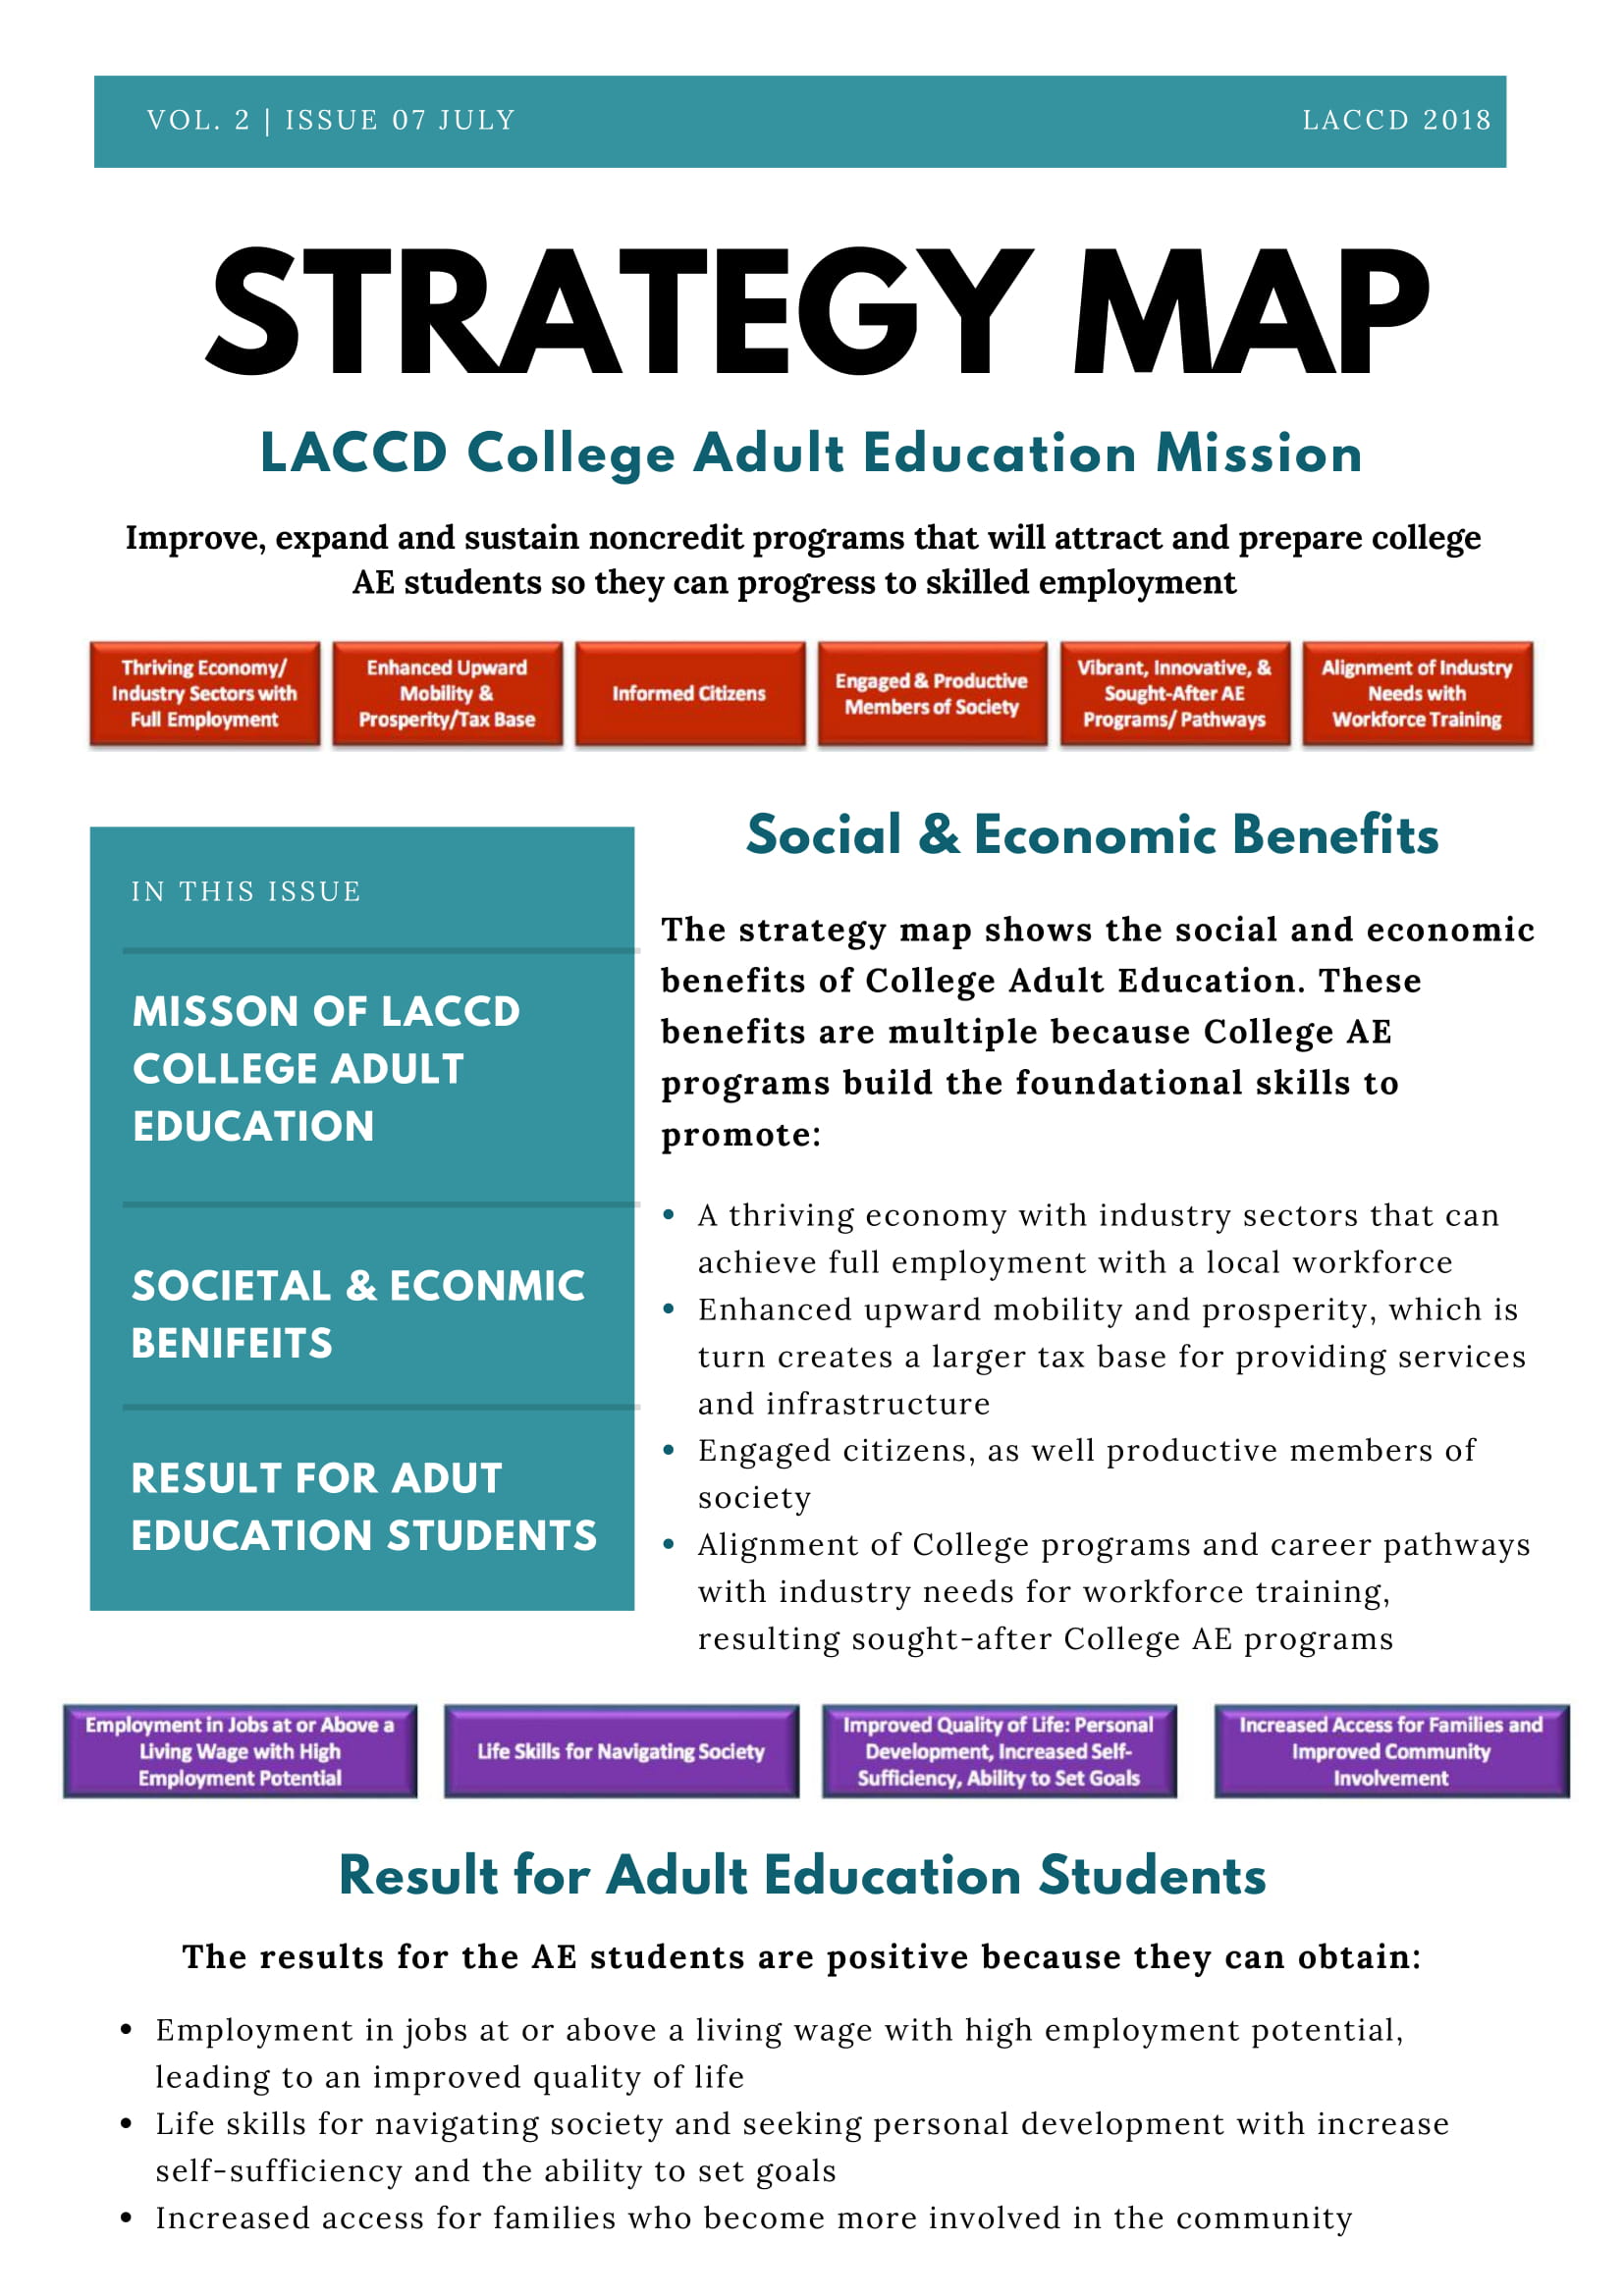 VOL. 2 | ISSUE 07 JULY
LACCD 2018
STRATEGY MAP
LACCD College Adult Education Mission
Improve, expand and sustain noncredit programs that will attract and prepare college
AE students so they can progress to skilled employment
Thriving Economy/
Industry Sectors with
Full Employment
Enhanced Upward
Mobility &
Prosperity/Tax Base
Informed Citizens
Engaged & Productive
Members of Society
Vibrant, Innovative, &
Sought-After AE
Programs/ Pathways
Alignment of Industry
Needs with
Workforce Training
IN THIS ISSUE
MISSON OF LACCD
COLLEGE ADULT
EDUCATION
SOCIETAL & ECONMIC
BENIFEITS
RESULT FOR ADUT
EDUCATION STUDENTS
Social & Economic Benefits
The strategy map shows the social and economic
benefits of College Adult Education. These
benefits are multiple because College AE
programs build the foundational skills to
promote:
• A thriving economy with industry sectors that can
achieve full employment with a local workforce
• Enhanced upward mobility and prosperity, which is
turn creates a larger tax base for providing services
and infrastructure
• Engaged citizens, as well productive members of
society
• Alignment of College programs and career pathways
with industry needs for workforce training,
resulting sought-after College AE programs
Employment in Jobs at or Above a
Living Wage with High
Employment Potential
Life Skills for Navigating Society
Improved Quality of Life: Personal
Development, Increased Self-
Sufficiency, Ability to Set Goals
Increased Access for Families and
Improved Community
Involvement
Result for Adult Education Students
The results for the AE students are positive because they can obtain:
• Employment in jobs at or above a living wage with high employment potential,
leading to an improved quality of life
• Life skills for navigating society and seeking personal development with increase
self-sufficiency and the ability to set goals
• Increased access for families who become more involved in the community